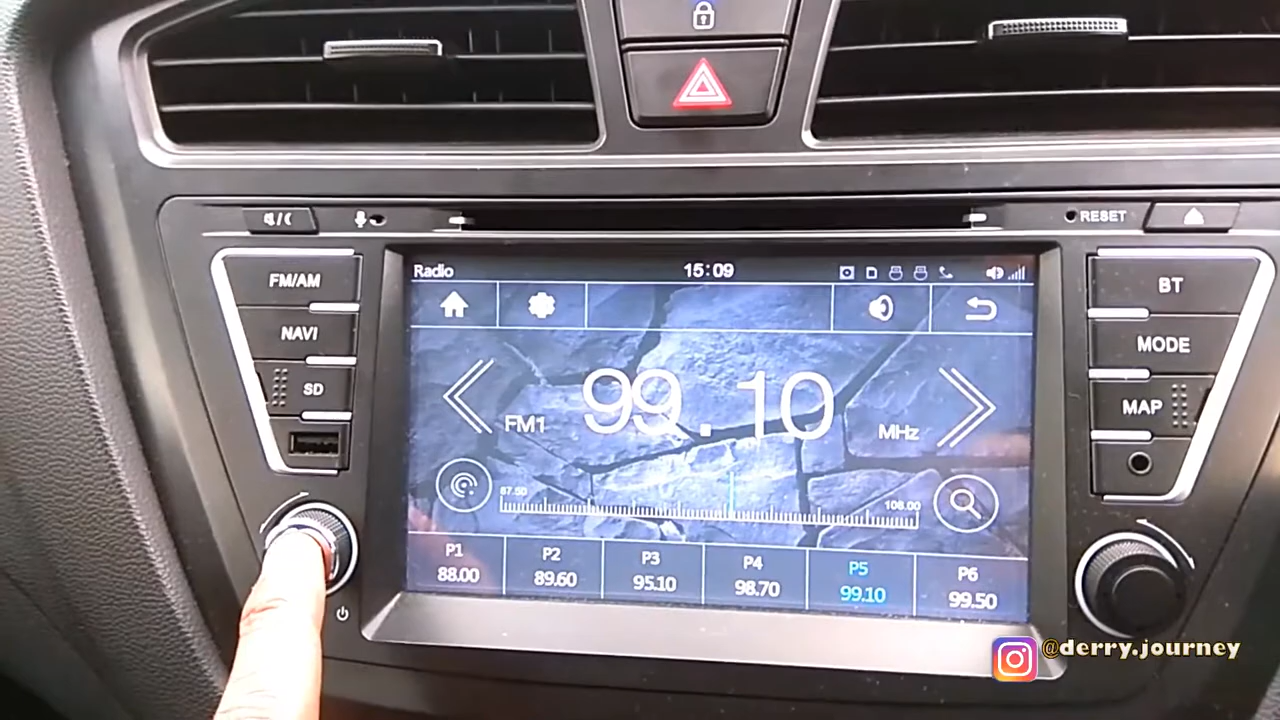 RESET
FM/AM
NAVI
SD
Radio
15:09
FM1
99.10
MHz
87.50
108.00
P1
88.00
P2
89.60
P3
95.10
P4
98.70
P5
99.10
P6
99.50
BT
MODE
MAP
@derry.journey